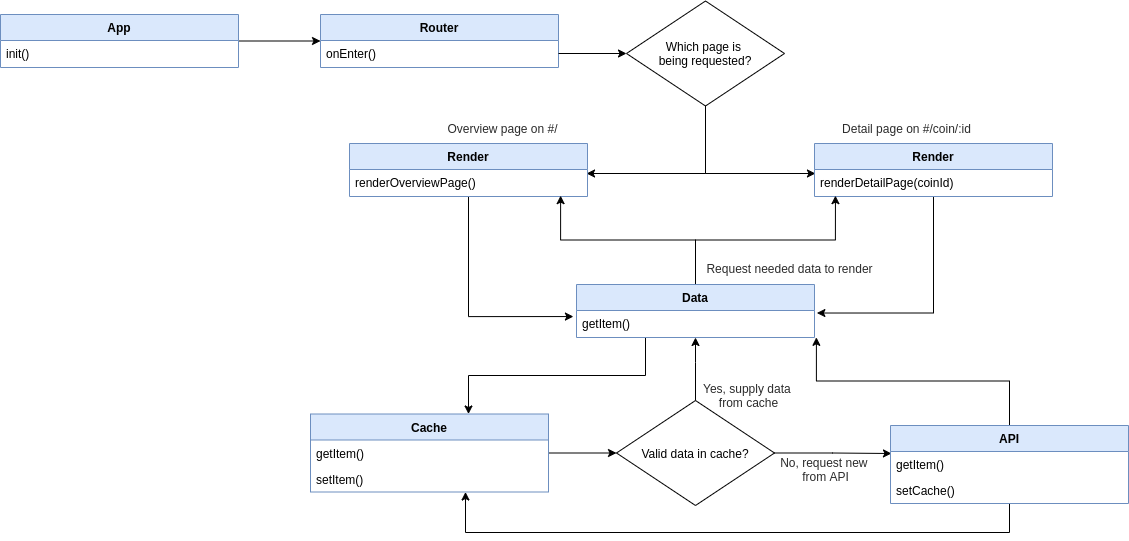 App
init()
Router
onEnter()
Which page is
being requested?
Overview page on #/
Detail page on #/coin/:id
Render
renderOverviewPage()
Render
renderDetailPage(coinId)
Request needed data to render
Data
getItem()
Yes, supply data
from cache
Cache
getItem()
setItem()
Valid data in cache?
No, request new
from API
API
getItem()
setCache()